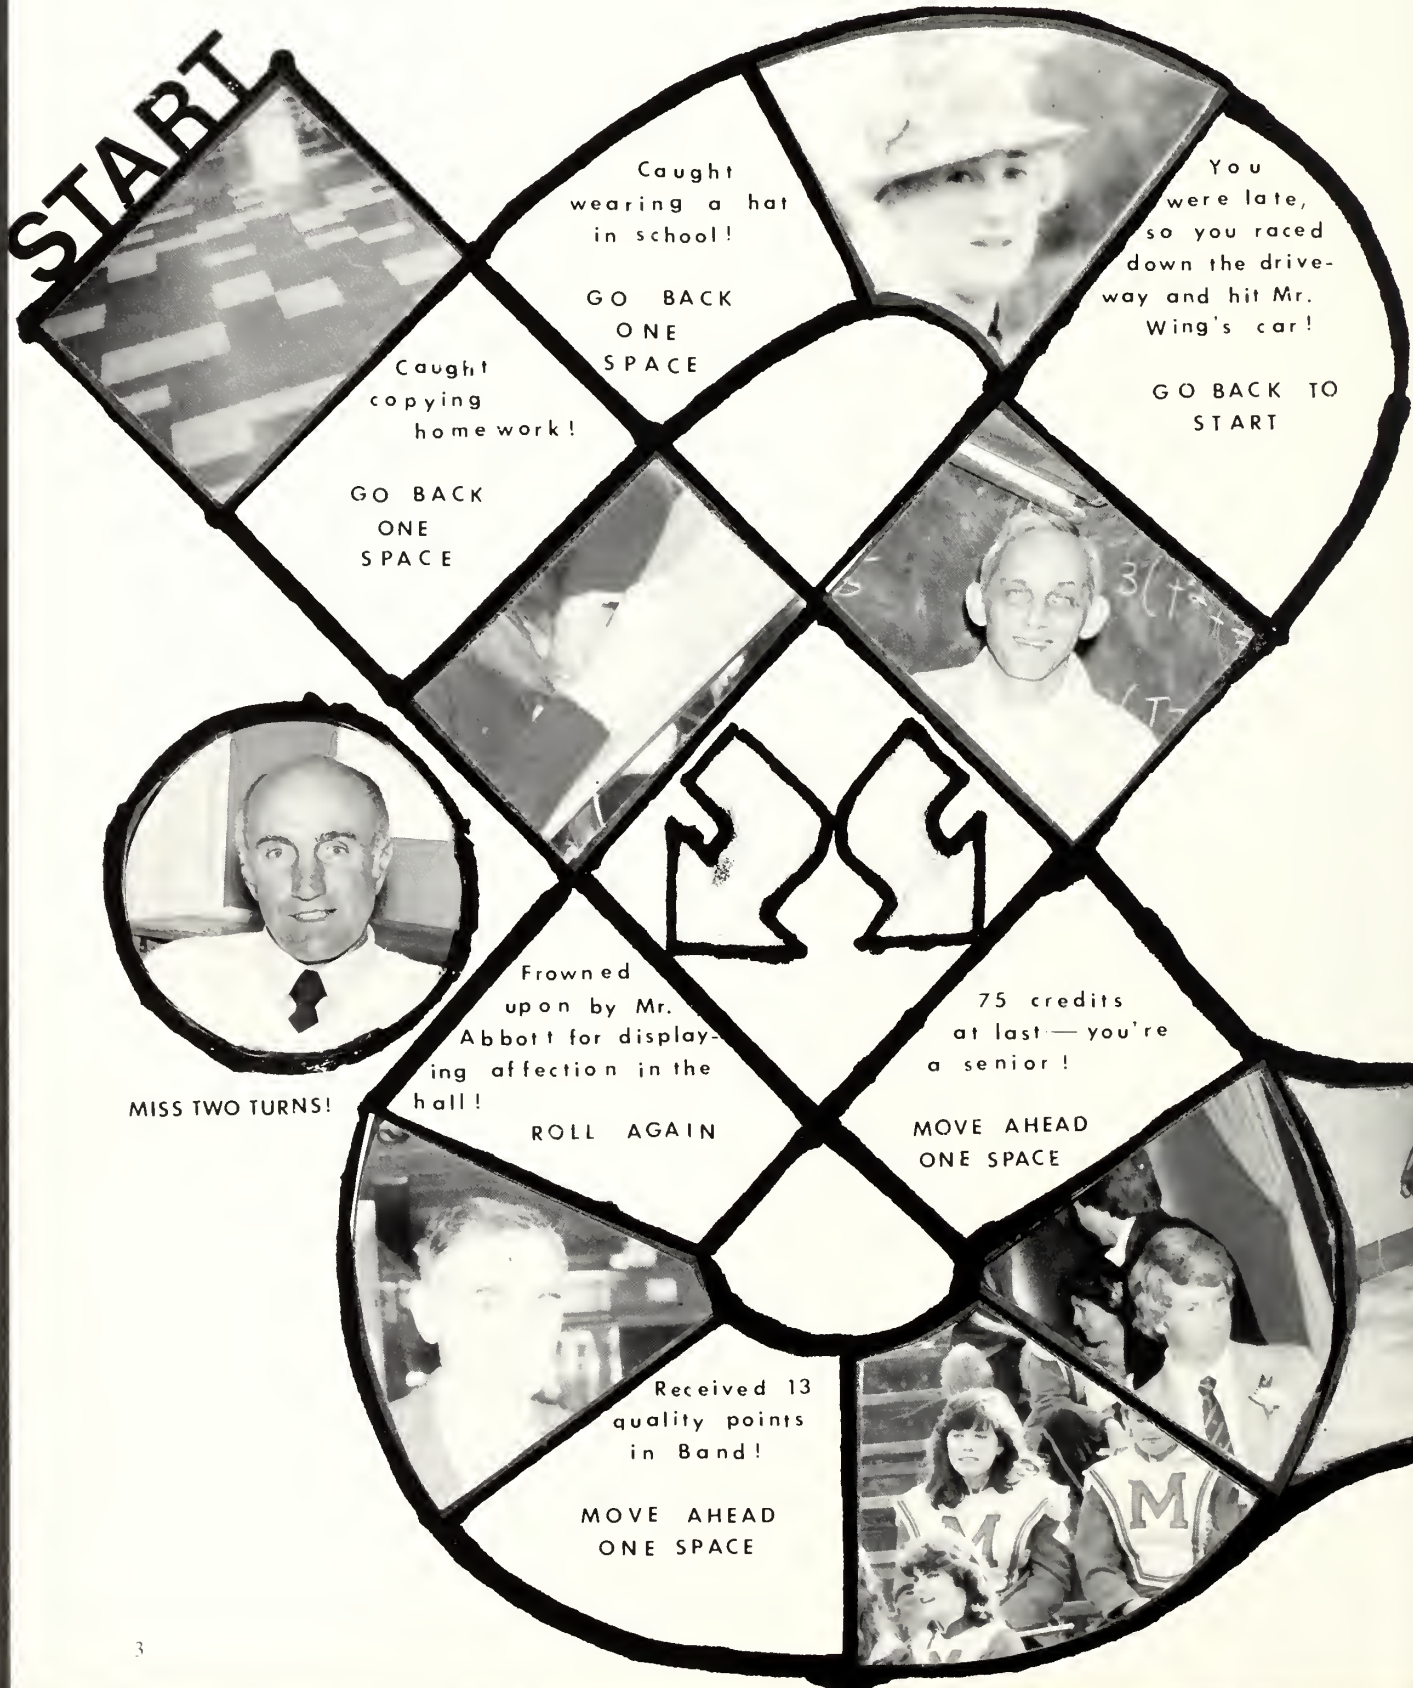 START
Caught
copying
homework!
GO BACK
ONE
SPACE
Caught
wearing a hat
in school!
GO BACK
ONE
SPACE
You
were late,
so you raced
down the drive-
way and hit Mr.
Wing's car!
GO BACK TO
START
3(t
MISS TWO TURNS!
Frowned
upon by Mr.
Abbott for display-
ing affection in the
hall!
ROLL AGAIN
75 credits
at last — you're
a senior!
MOVE AHEAD
ONE SPACE
Received 13
quality points
in Band!
MOVE AHEAD
ONE SPACE
M
M
3